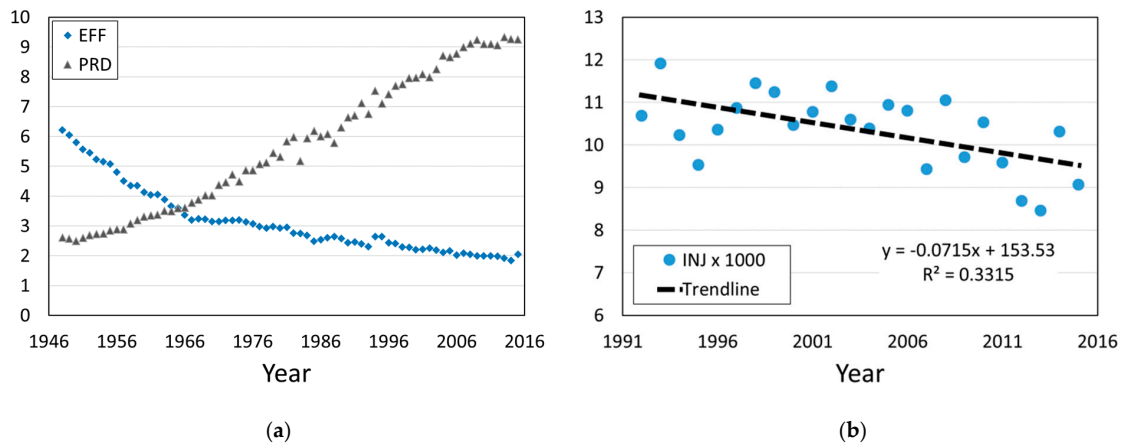 10
9
8
7
6
5
4
3
2
1
0
EFF
PRD
1946 1956 1966 1976 1986 1996 2006 2016
Year
(a)
13
12
11
10
9
8
7
6
INJ x 1000
Trendline
y = -0.0715x + 153.53
R² = 0.3315
1991 1996 2001 2006 2011 2016
Year
(b)